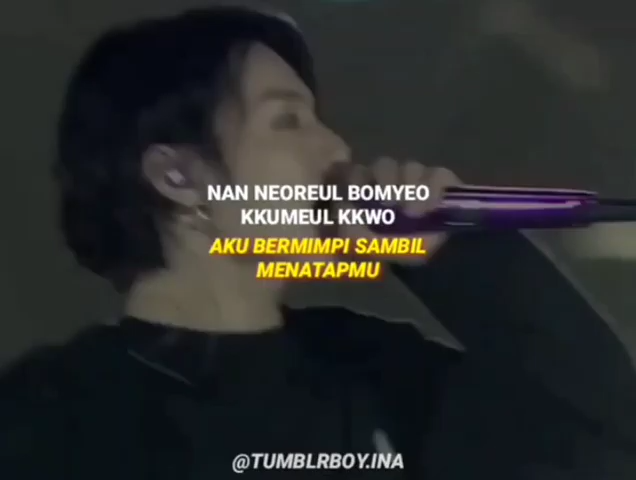 NAN NEOREUL BOMYEO
KKUMEUL KKWO
AKU BERMIMPI SAMBIL
MENATAPMU
@TUMBLRBOY.INA